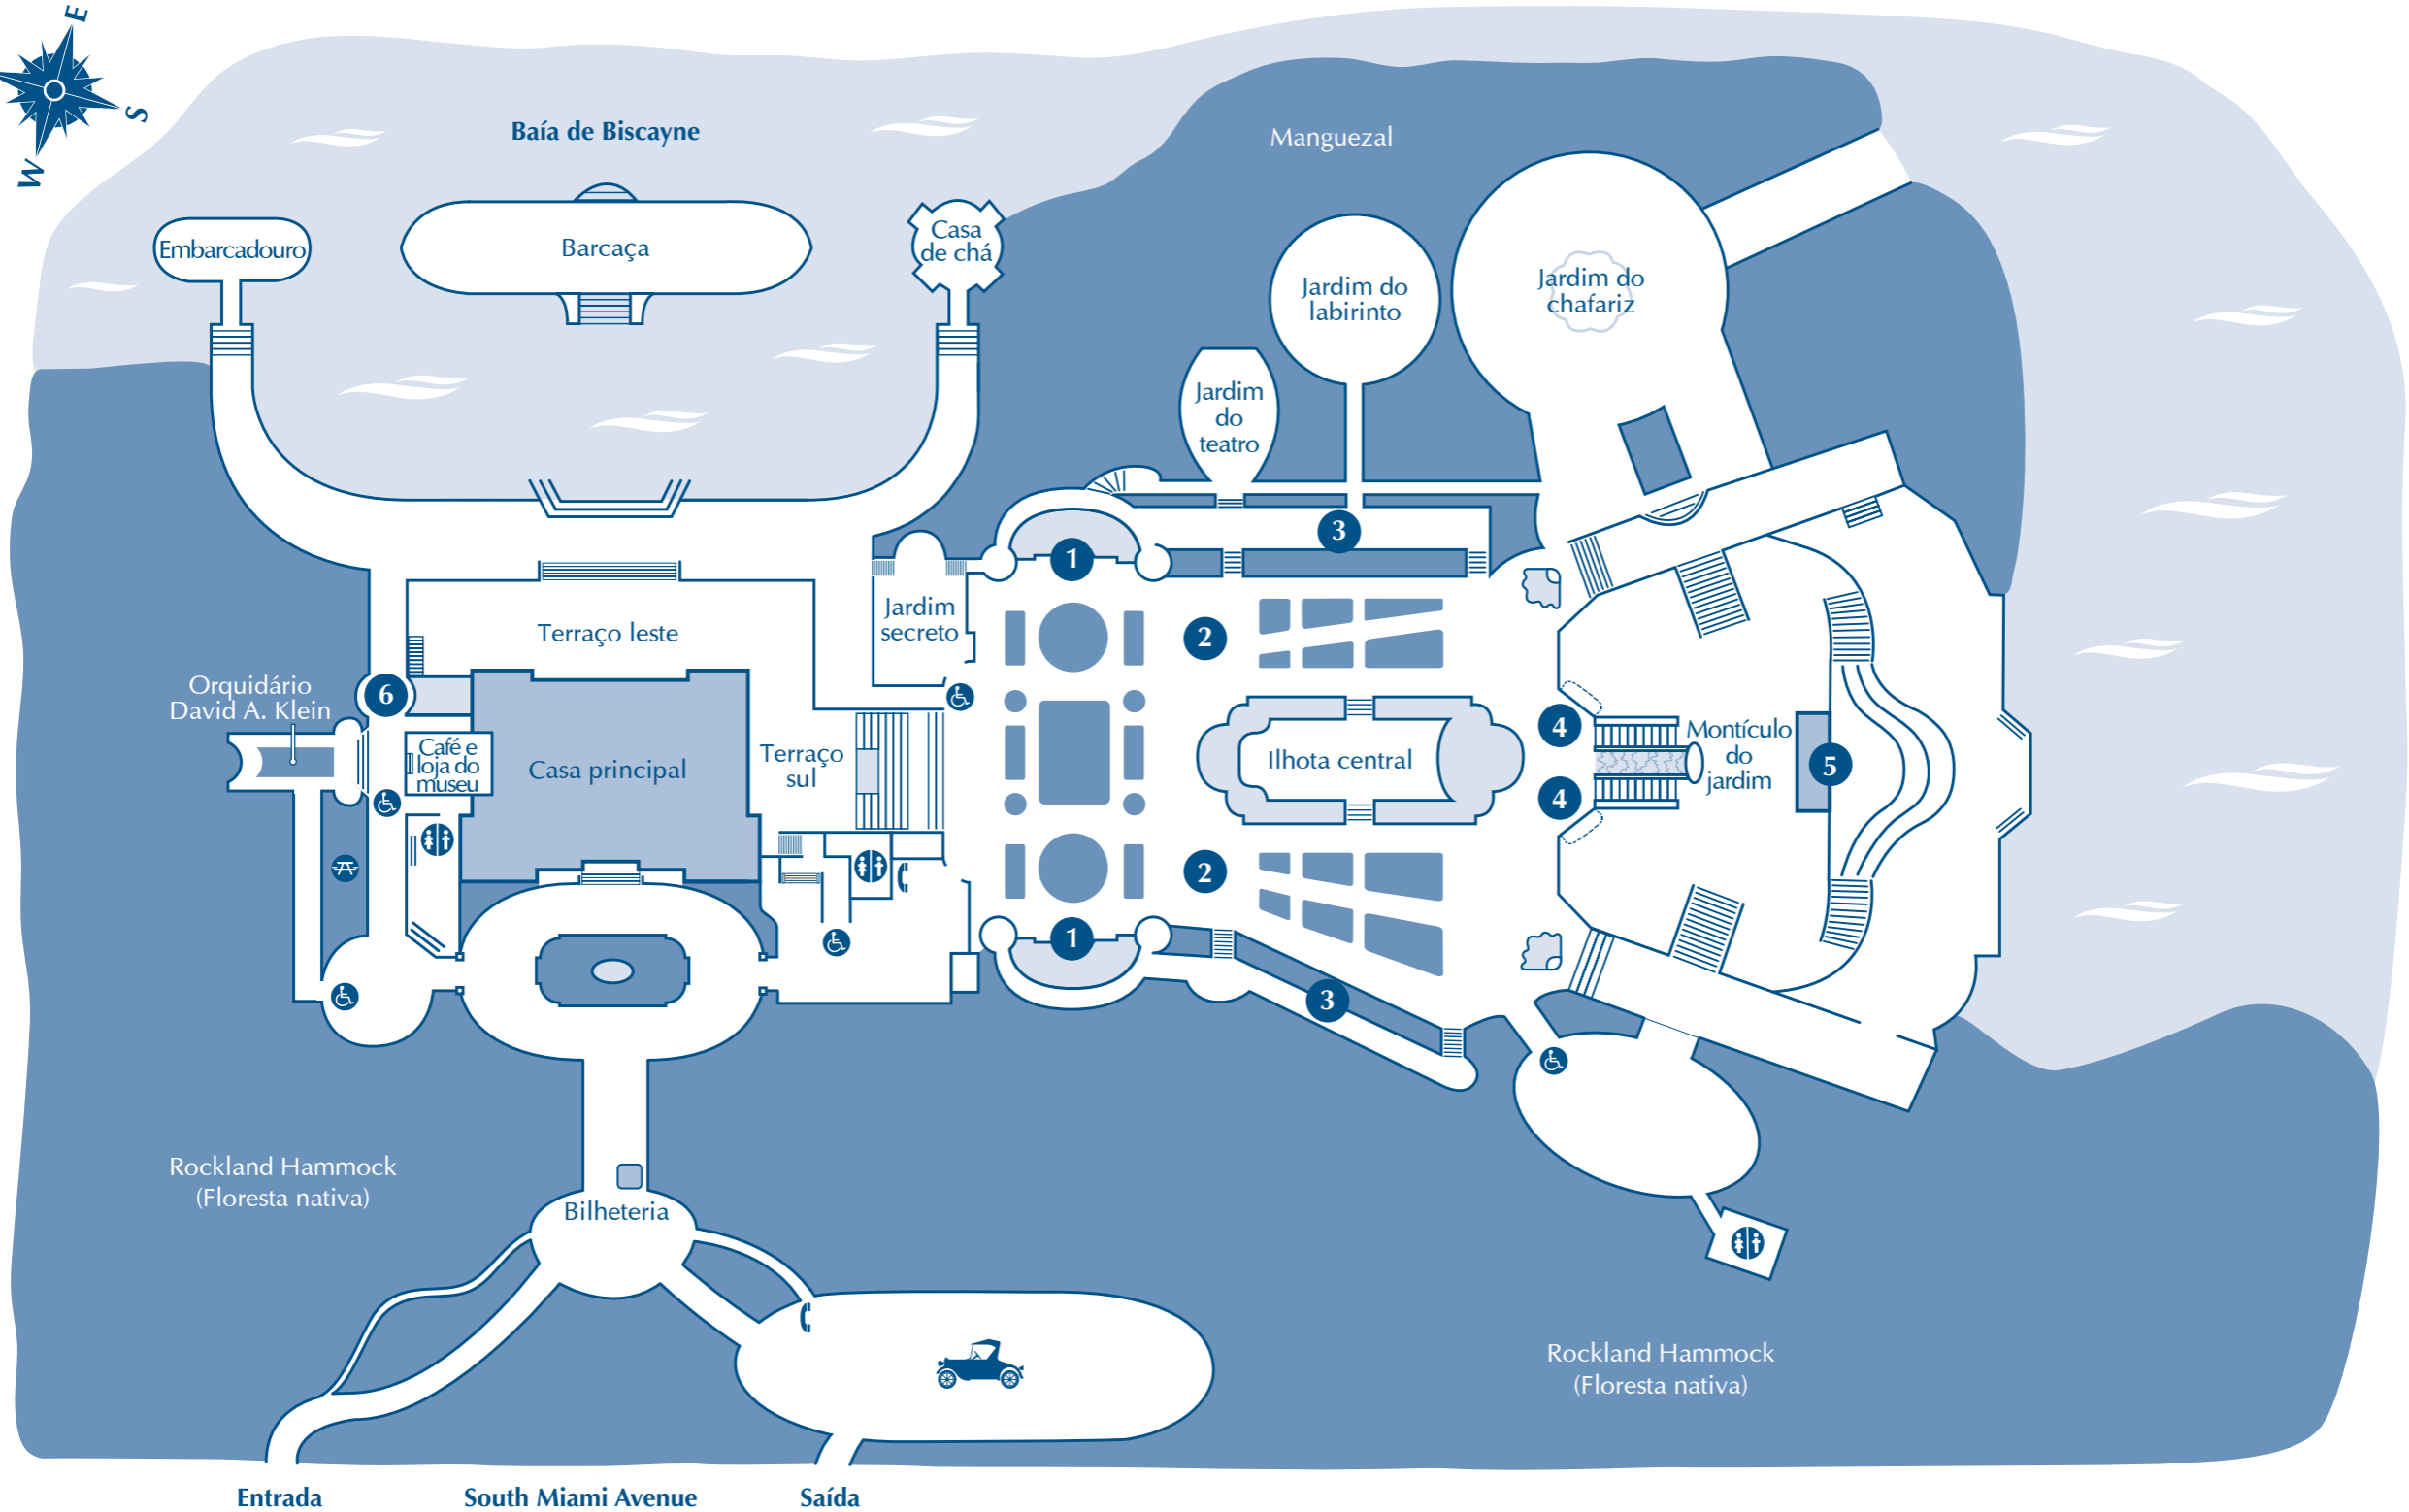 E
S
W
Baía de Biscayne
Manguezal
Embarcadouro
Barcaça
Casa
de chá
Jardim do
labirinto
Jardim do
chafariz
Jardim
do
teatro
3
1
Jardim
secreto
Terraço leste
2
Orquidário
David A. Klein
6
4
Café e
loja do
museu
Casa principal
Terraço
sul
Ilhota central
Montículo
do
jardim
5
4
2
1
3
Rockland Hammock
(Floresta nativa)
Bilheteria
Rockland Hammock
(Floresta nativa)
Entrada
South Miami Avenue
Saída